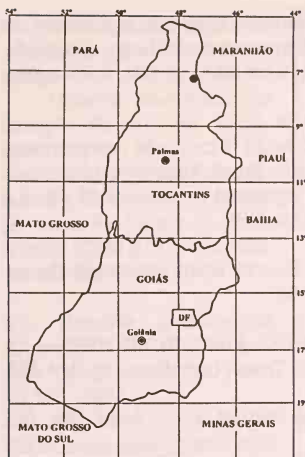 54° 50° 48° 46° 44°
PARÁ MARANHÃO
7°
9°
Palmas PIAUÍ
11°
TOCANTINS
MATO GROSSO BAHIA
13°
GOIÁS
15°
DF
Goiânia
17°
19°
MATO GROSSO
DO SUL MINAS GERAIS